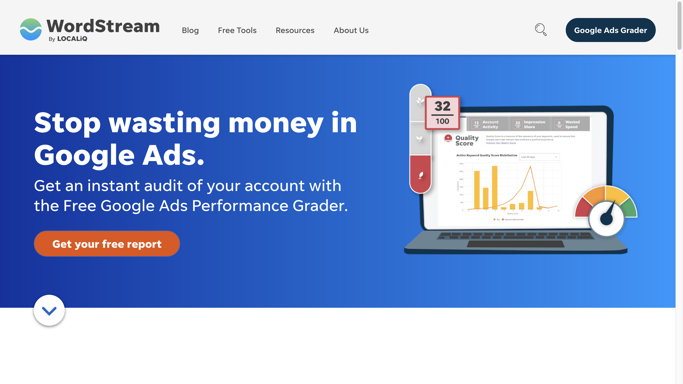 WordStream
By LOCALiQ
Blog
Free Tools
Resources
About Us
Google Ads Grader
Stop wasting money in
Google Ads.
Get an instant audit of your account with
the Free Google Ads Performance Grader.
Get your free report
32
100
Account
Activity
Impression
Share
Wasted
Spend
Quality
Score
Active Keyword Quality Score Distribution